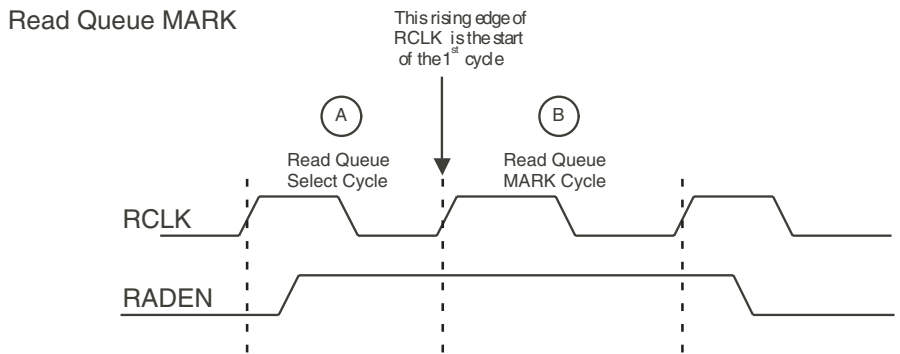 Read Queue MARK
This rising edge of
RCLK is the start
of the 1st cycle
A
B
Read Queue
Select Cycle
Read Queue
MARK Cycle
RCLK
RADEN